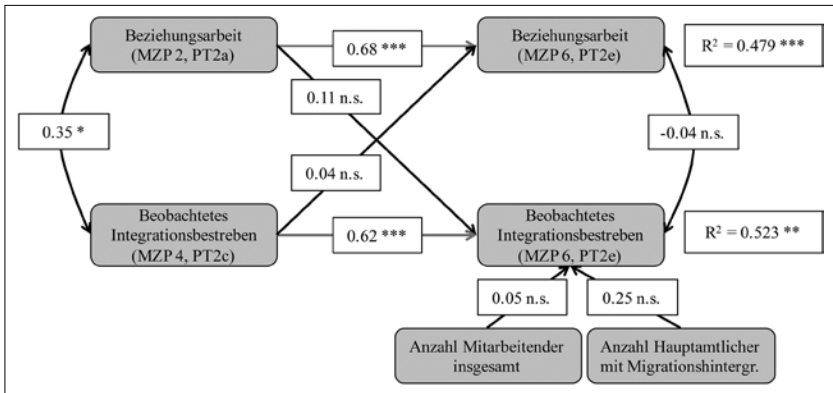 Beziehungsarbeit
(MZP 2, PT2a)
0.68 ***
Beziehungsarbeit
(MZP 6, PT2e)
R² = 0.479 ***
0.11 n.s.
0.35 *
-0.04 n.s.
0.04 n.s.
Beobachtetes
Integrationsbestreben
(MZP 4, PT2c)
0.62 ***
Beobachtetes
Integrationsbestreben
(MZP 6, PT2e)
R² = 0.523 **
0.05 n.s.
0.25 n.s.
Anzahl Mitarbeitender
insgesamt
Anzahl Hauptamtlicher
mit Migrationshintergr.